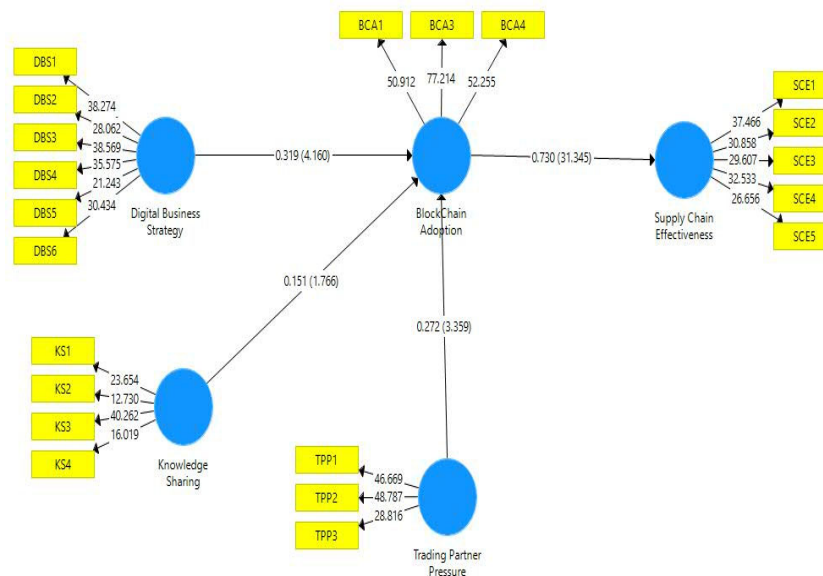 BCA1
BCA3
BCA4
50.912
77.214
52.255
DBS1
DBS2
DBS3
DBS4
DBS5
DBS6
38.274
28.062
38.569
35.575
21.243
30.434
Digital Business
Strategy
0.319 (4.160)
BlockChain
Adoption
0.730 (31.345)
Supply Chain
Effectiveness
37.466
30.858
29.607
32.533
26.656
SCE1
SCE2
SCE3
SCE4
SCE5
0.151 (1.766)
0.272 (3.359)
KS1
KS2
KS3
KS4
23.654
12.730
40.262
16.019
Knowledge
Sharing
TPP1
TPP2
TPP3
46.669
48.787
28.816
Trading Partner
Pressure